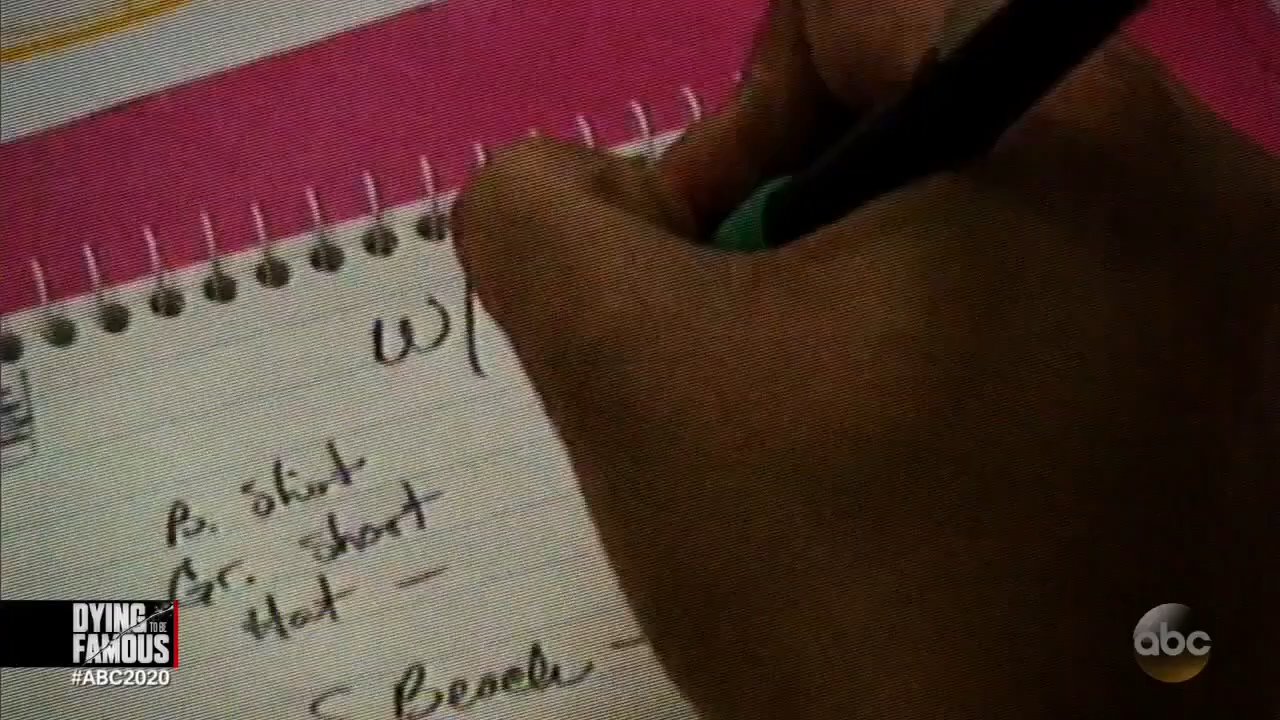 W/
B. Shirt
Gr. Short
Hat —
S Beach -
DYING
TO BE
FAMOUS
#ABC2020
abc